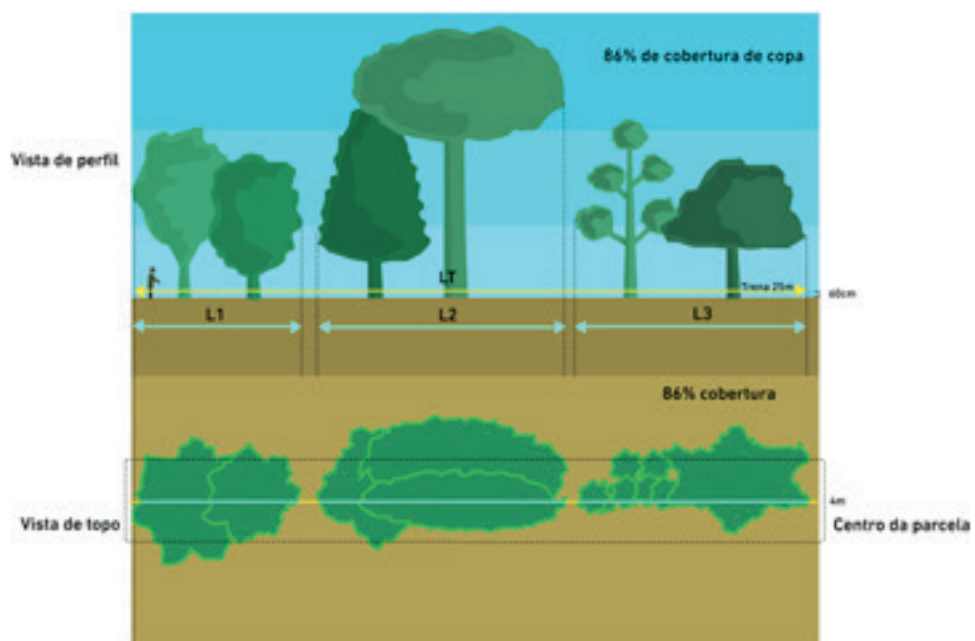 86% de cobertura de copa
Vista de perfil
LT
Trena 25m
60cm
L1
L2
L3
86% cobertura
4m
Vista de topo
Centro da parcela